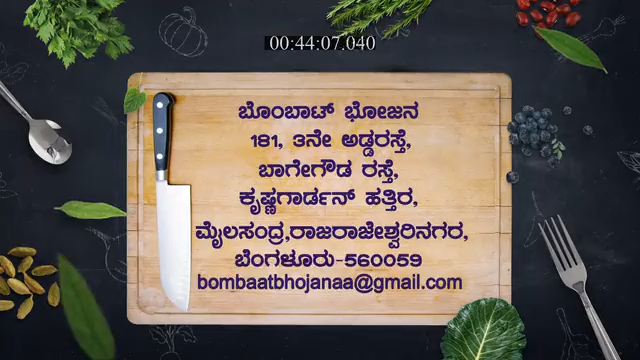 00:44:07.040
ಬೊಂಬಾಟ್ ಭೋಜನ
181, 3ನೇ ಅಡ್ಡರಸ್ತೆ,
ಬಾಗೇಗೌಡ ರಸ್ತೆ,
ಕೃಷ್ಣಗಾರ್ಡನ್ ಹತ್ತಿರ,
ಮೈಲಸಂದ್ರ,ರಾಜರಾಜೇಶ್ವರಿನಗರ,
ಬೆಂಗಳೂರು-560059
bombaatbhojanaa@gmail.com